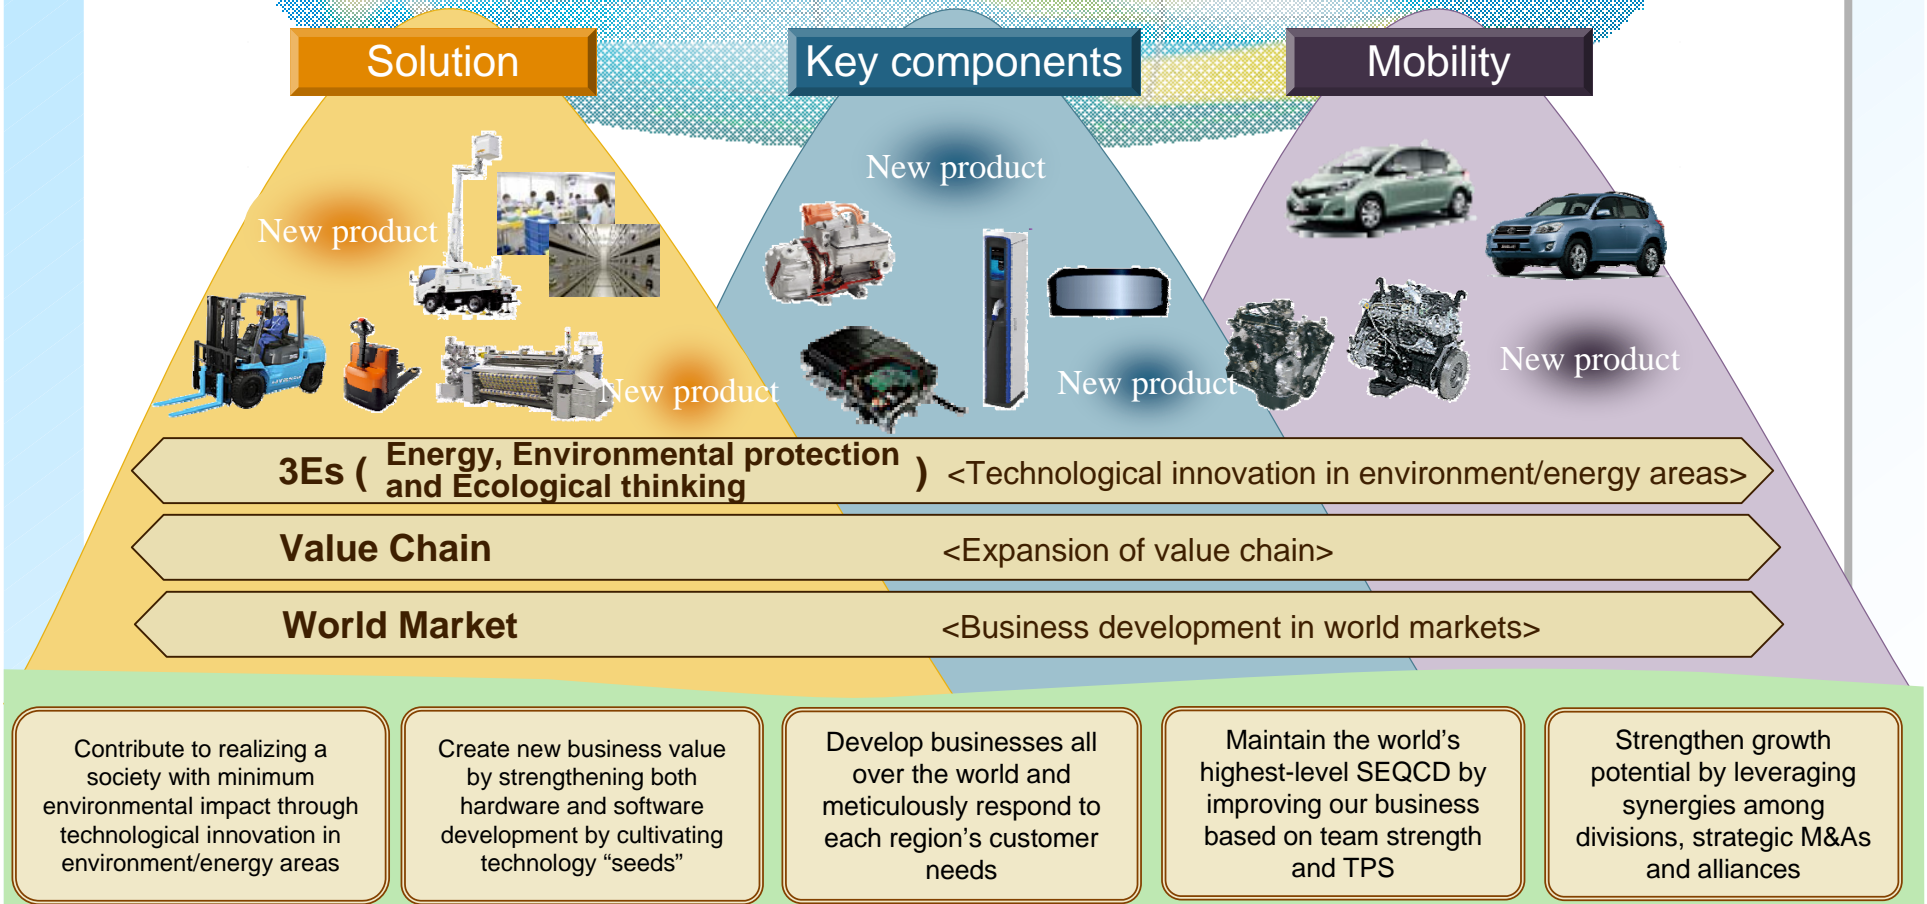 Solution
Key components
Mobility
New product
New product
New product
New product
New product
3Es ( Energy, Environmental protection
and Ecological thinking ) <Technological innovation in environment/energy areas>
Value Chain <Expansion of value chain>
World Market <Business development in world markets>
Contribute to realizing a
society with minimum
environmental impact through
technological innovation in
environment/energy areas
Create new business value
by strengthening both
hardware and software
development by cultivating
technology “seeds”
Develop businesses all
over the world and
meticulously respond to
each region’s customer
needs
Maintain the world’s
highest-level SEQCD by
improving our business
based on team strength
and TPS
Strengthen growth
potential by leveraging
synergies among
divisions, strategic M&As
and alliances